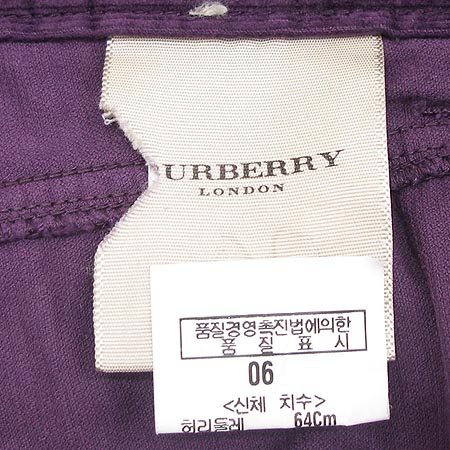 URBERRY
LONDON
품질경영촉진법에의한
품 질 표 시
06
<신체 치수>
허리둘레 64Cm